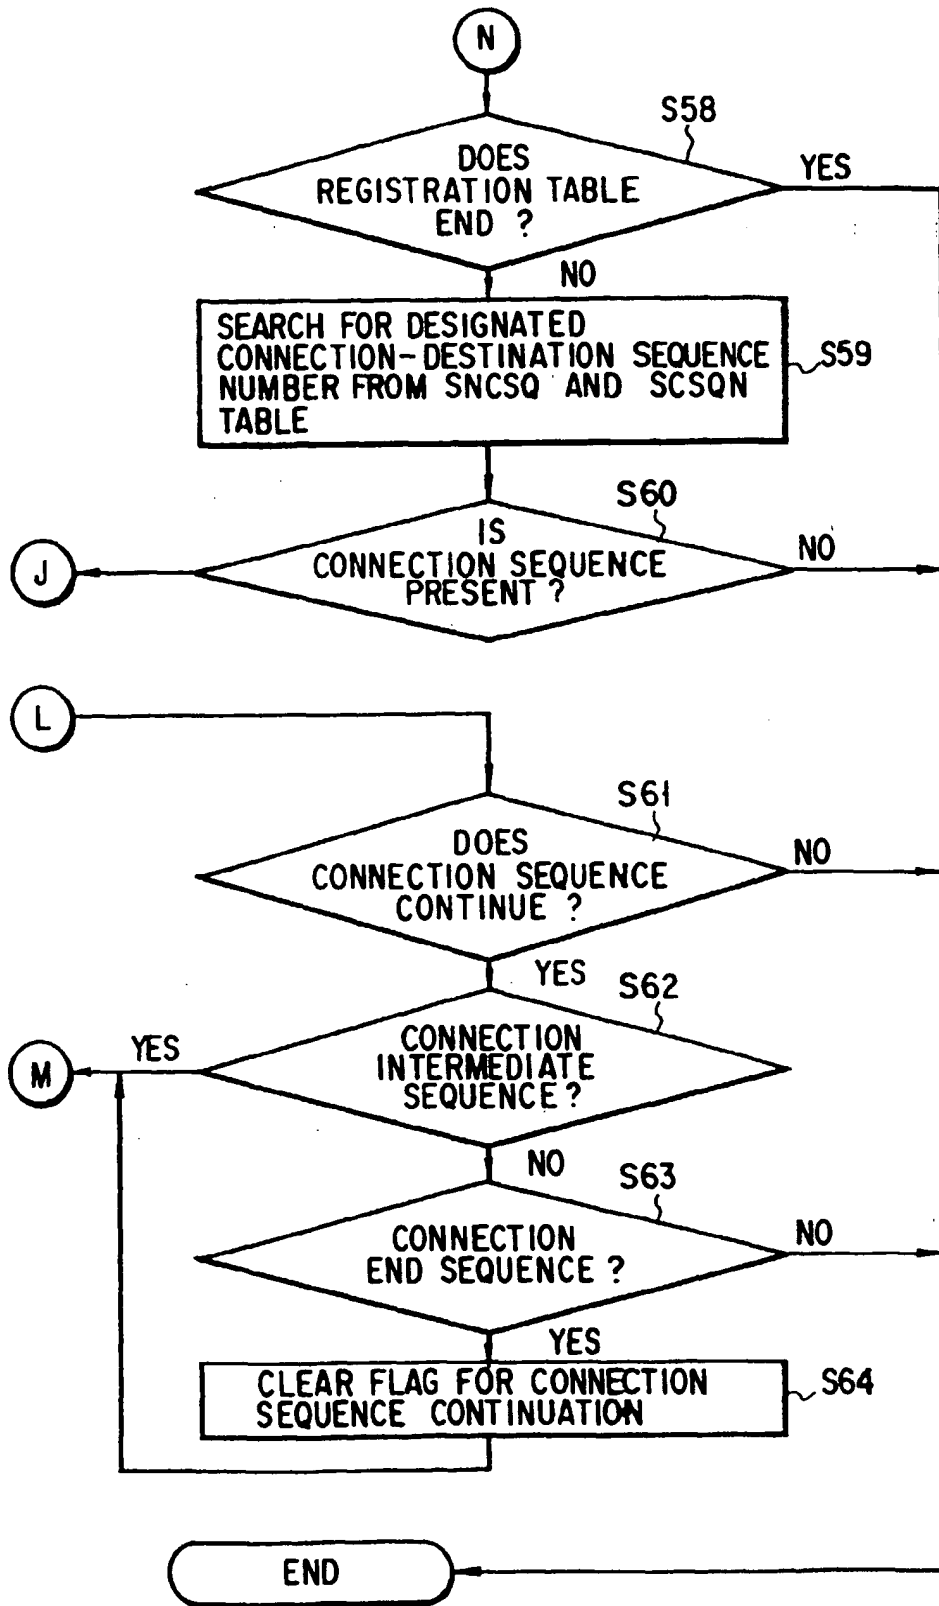 N
S58
DOES
REGISTRATION TABLE
END ?
YES
NO
SEARCH FOR DESIGNATED
CONNECTION-DESTINATION SEQUENCE
NUMBER FROM SNCSQ AND SCSQN
TABLE
S59
S60
IS
CONNECTION SEQUENCE
PRESENT ?
NO
J
L
S61
DOES
CONNECTION SEQUENCE
CONTINUE ?
NO
YES
S62
CONNECTION
INTERMEDIATE
SEQUENCE ?
YES
M
NO
S63
CONNECTION
END SEQUENCE ?
NO
YES
CLEAR FLAG FOR CONNECTION
SEQUENCE CONTINUATION
S64
END